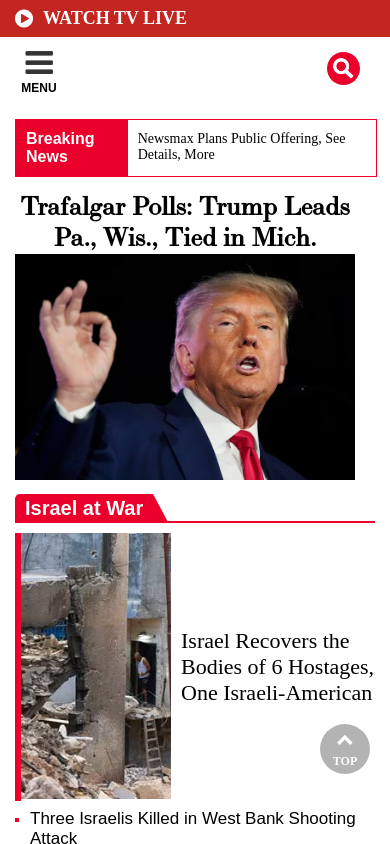 WATCH TV LIVE
MENU
Breaking
News
Newsmax Plans Public Offering, See
Details, More
Trafalgar Polls: Trump Leads
Pa., Wis., Tied in Mich.
Israel at War
Israel Recovers the
Bodies of 6 Hostages,
One Israeli-American
TOP
Three Israelis Killed in West Bank Shooting
Attack